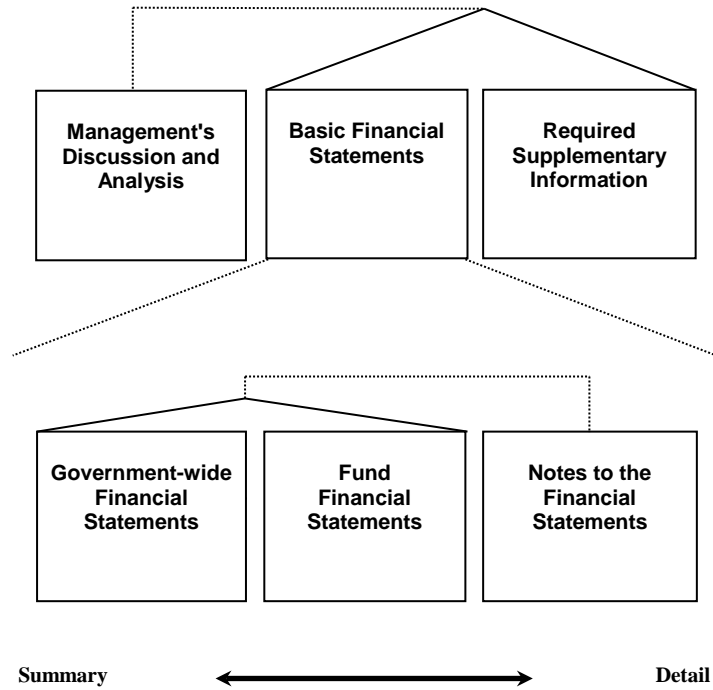 Management's
Discussion and
Analysis
Basic Financial
Statements
Required
Supplementary
Information
Government-wide
Financial
Statements
Fund
Financial
Statements
Notes to the
Financial
Statements
Summary
Detail